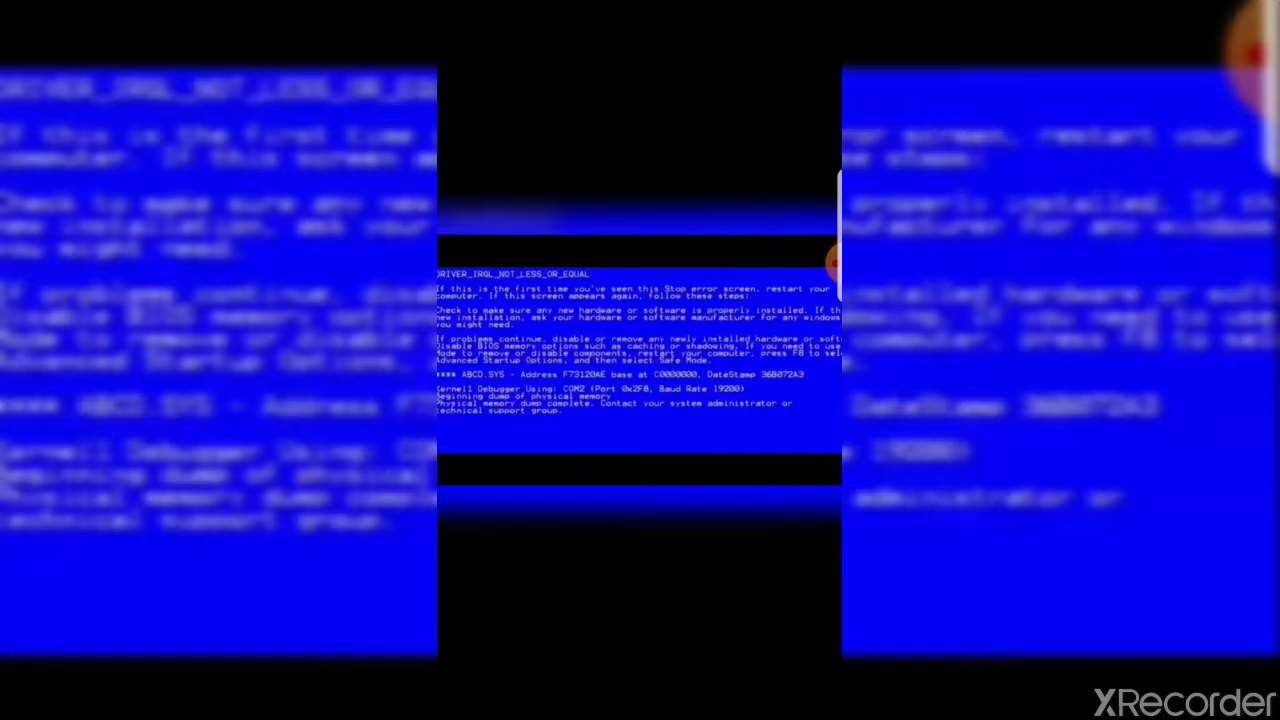 DRIVER_IRQL_NOT_LESS_OR_EQUAL
If this is the first time you've seen this Stop error screen, restart your
computer. If this screen appears again, follow these steps:
Check to make sure any new hardware or software is properly installed. If th
new installation, ask your hardware or software manufacturer for any windows
you might need.
If problems continue, disable or remove any newly installed hardware or soft
Disable BIOS memory options such as caching or shadowing. If you need to use
Mode to remove or disable components, restart your computer, press F8 to sel
Advanced Startup Options, and then select Safe Mode.
**** ABCD.SYS - Address F73120AE base at C0000000, DateStamp 36B072A3
Kernell Debugger Using: COM2 (Port 0x2F8, Baud Rate 19200)
Beginning dump of physical memory
Physical memory dump complete. Contact your system administrator or
technical support group.
XRecorder